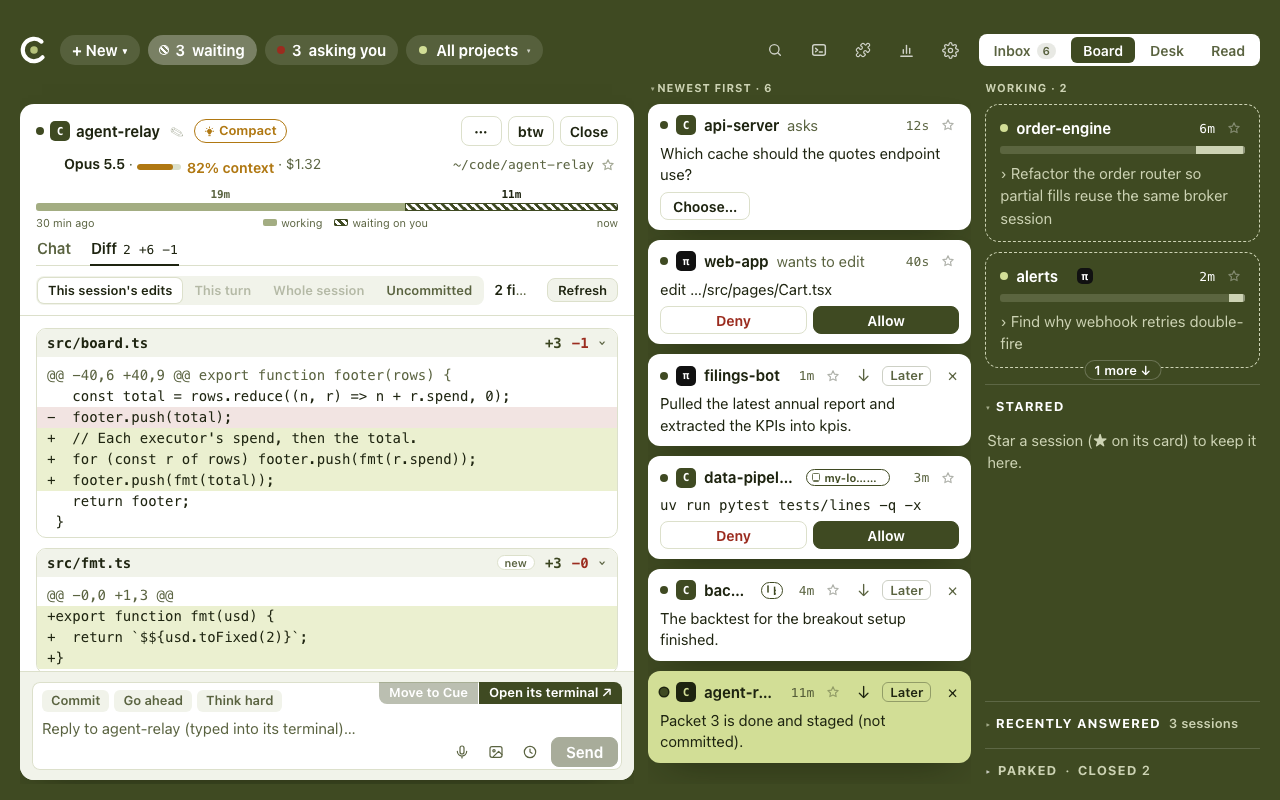 + New ▾
3 waiting
3 asking you
All projects ▾
Inbox 6
Board
Desk
Read
C agent-relay
Compact
...
btw
Close
Opus 5.5 · 82% context · $1.32
~/code/agent-relay
19m
11m
30 min ago
working
waiting on you
now
Chat
Diff 2 +6 −1
This session's edits
This turn
Whole session
Uncommitted
2 fi...
Refresh
src/board.ts
+3 −1
@@ −40,6 +40,9 @@ export function footer(rows) {
const total = rows.reduce((n, r) => n + r.spend, 0);
− footer.push(total);
+ // Each executor's spend, then the total.
+ for (const r of rows) footer.push(fmt(r.spend));
+ footer.push(fmt(total));
return footer;
}
src/fmt.ts
new
+3 −0
@@ −0,0 +1,3 @@
+export function fmt(usd) {
+ return `$${usd.toFixed(2)}`;
+}
Commit
Go ahead
Think hard
Move to Cue
Open its terminal ↗
Reply to agent-relay (typed into its terminal)...
Send
NEWEST FIRST · 6
C api-server asks 12s
Which cache should the quotes endpoint
use?
Choose...
π web-app wants to edit 40s
edit …/src/pages/Cart.tsx
Deny
Allow
π filings-bot 1m ↓ Later ×
Pulled the latest annual report and
extracted the KPIs into kpis.
C data-pipel... my-lo...... 3m
uv run pytest tests/lines −q −x
Deny
Allow
C bac... 4m ↓ Later ×
The backtest for the breakout setup
finished.
C agent-r... 11m ↓ Later ×
Packet 3 is done and staged (not
committed).
WORKING · 2
order-engine 6m
› Refactor the order router so
partial fills reuse the same broker
session
alerts π 2m
› Find why webhook retries double-
fire
1 more ↓
STARRED
Star a session (★ on its card) to keep it
here.
RECENTLY ANSWERED 3 sessions
PARKED · CLOSED 2